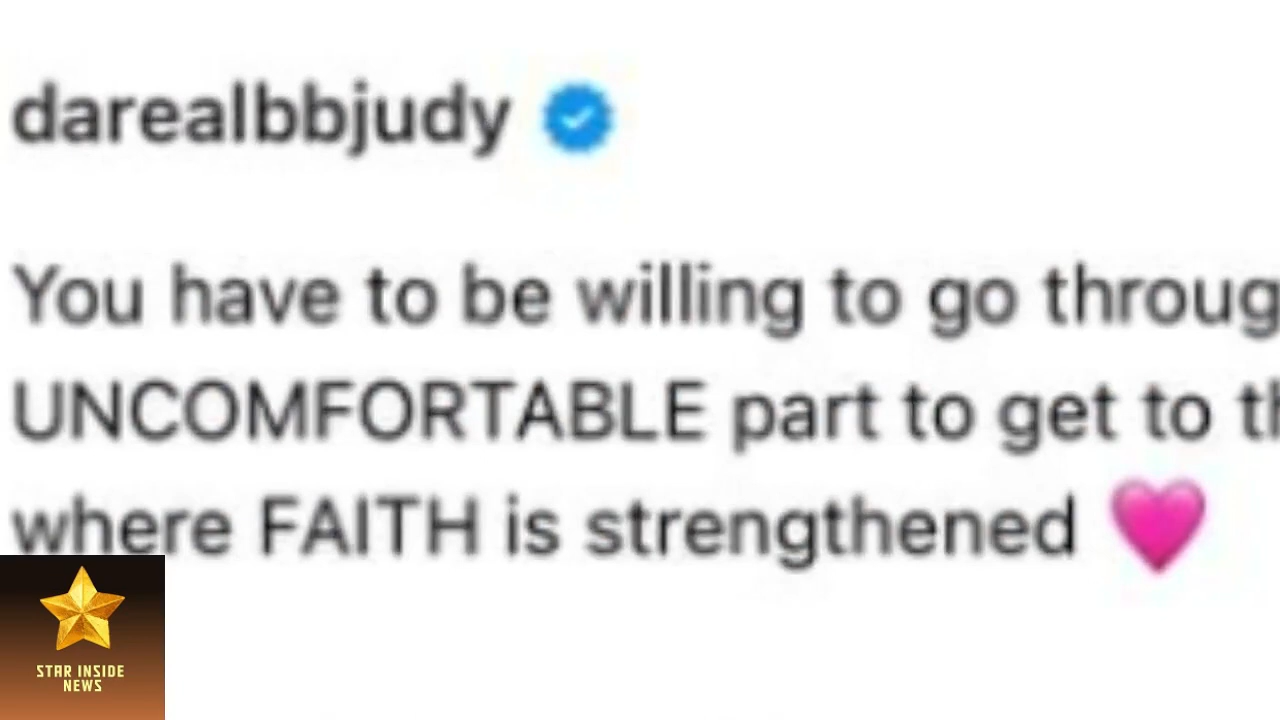 darealbbjudy
You have to be willing to go throug
UNCOMFORTABLE part to get to th
where FAITH is strengthened 🩷
STAR INSIDE
NEWS